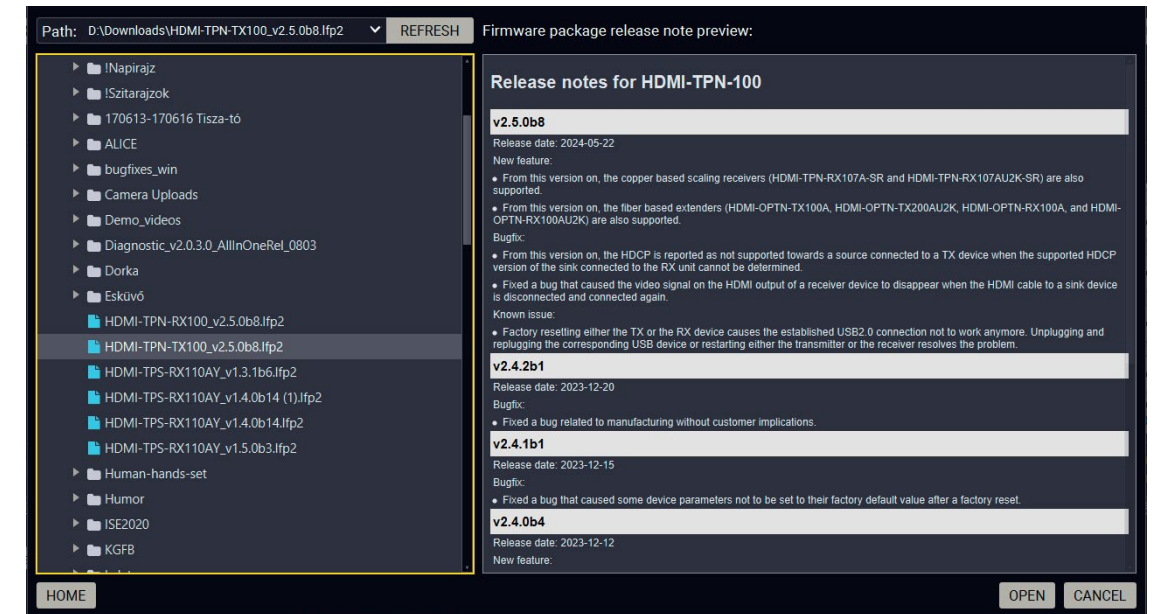 Path: D:\Downloads\HDMI-TPN-TX100_v2.5.0b8.lfp2 REFRESH
!Napirajz
!Szitarajzok
170613-170616 Tisza-tó
ALICE
bugfixes_win
Camera Uploads
Demo_videos
Diagnostic_v2.0.3.0_AllInOneRel_0803
Dorka
Esküvő
HDMI-TPN-RX100_v2.5.0b8.lfp2
HDMI-TPN-TX100_v2.5.0b8.lfp2
HDMI-TPS-RX110AY_v1.3.1b6.lfp2
HDMI-TPS-RX110AY_v1.4.0b14 (1).lfp2
HDMI-TPS-RX110AY_v1.4.0b14.lfp2
HDMI-TPS-RX110AY_v1.5.0b3.lfp2
Human-hands-set
Humor
ISE2020
KGFB
Firmware package release note preview:
Release notes for HDMI-TPN-100
v2.5.0b8
Release date: 2024-05-22
New feature:
• From this version on, the copper based scaling receivers (HDMI-TPN-RX107A-SR and HDMI-TPN-RX107AU2K-SR) are also
supported.
• From this version on, the fiber based extenders (HDMI-OPTN-TX100A, HDMI-OPTN-TX200AU2K, HDMI-OPTN-RX100A, and HDMI-
OPTN-RX100AU2K) are also supported.
Bugfix:
• From this version on, the HDCP is reported as not supported towards a source connected to a TX device when the supported HDCP
version of the sink connected to the RX unit cannot be determined.
• Fixed a bug that caused the video signal on the HDMI output of a receiver device to disappear when the HDMI cable to a sink device
is disconnected and connected again.
Known issue:
• Factory resetting either the TX or the RX device causes the established USB2.0 connection not to work anymore. Unplugging and
replugging the corresponding USB device or restarting either the transmitter or the receiver resolves the problem.
v2.4.2b1
Release date: 2023-12-20
Bugfix:
• Fixed a bug related to manufacturing without customer implications.
v2.4.1b1
Release date: 2023-12-15
Bugfix:
• Fixed a bug that caused some device parameters not to be set to their factory default value after a factory reset.
v2.4.0b4
Release date: 2023-12-12
New feature:
HOME
OPEN CANCEL